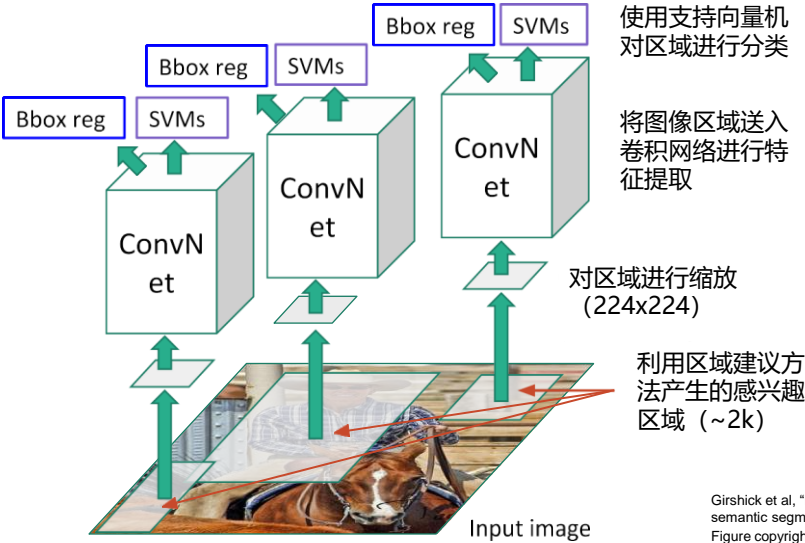 Bbox reg
SVMs
使用支持向量机
对区域进行分类
Bbox reg
SVMs
Bbox reg
SVMs
将图像区域送入
卷积网络进行特
征提取
ConvN
et
ConvN
et
ConvN
et
对区域进行缩放
（224x224）
利用区域建议方
法产生的感兴趣
区域（~2k）
Input image
Girshick et al, “
semantic segm
Figure copyrigh